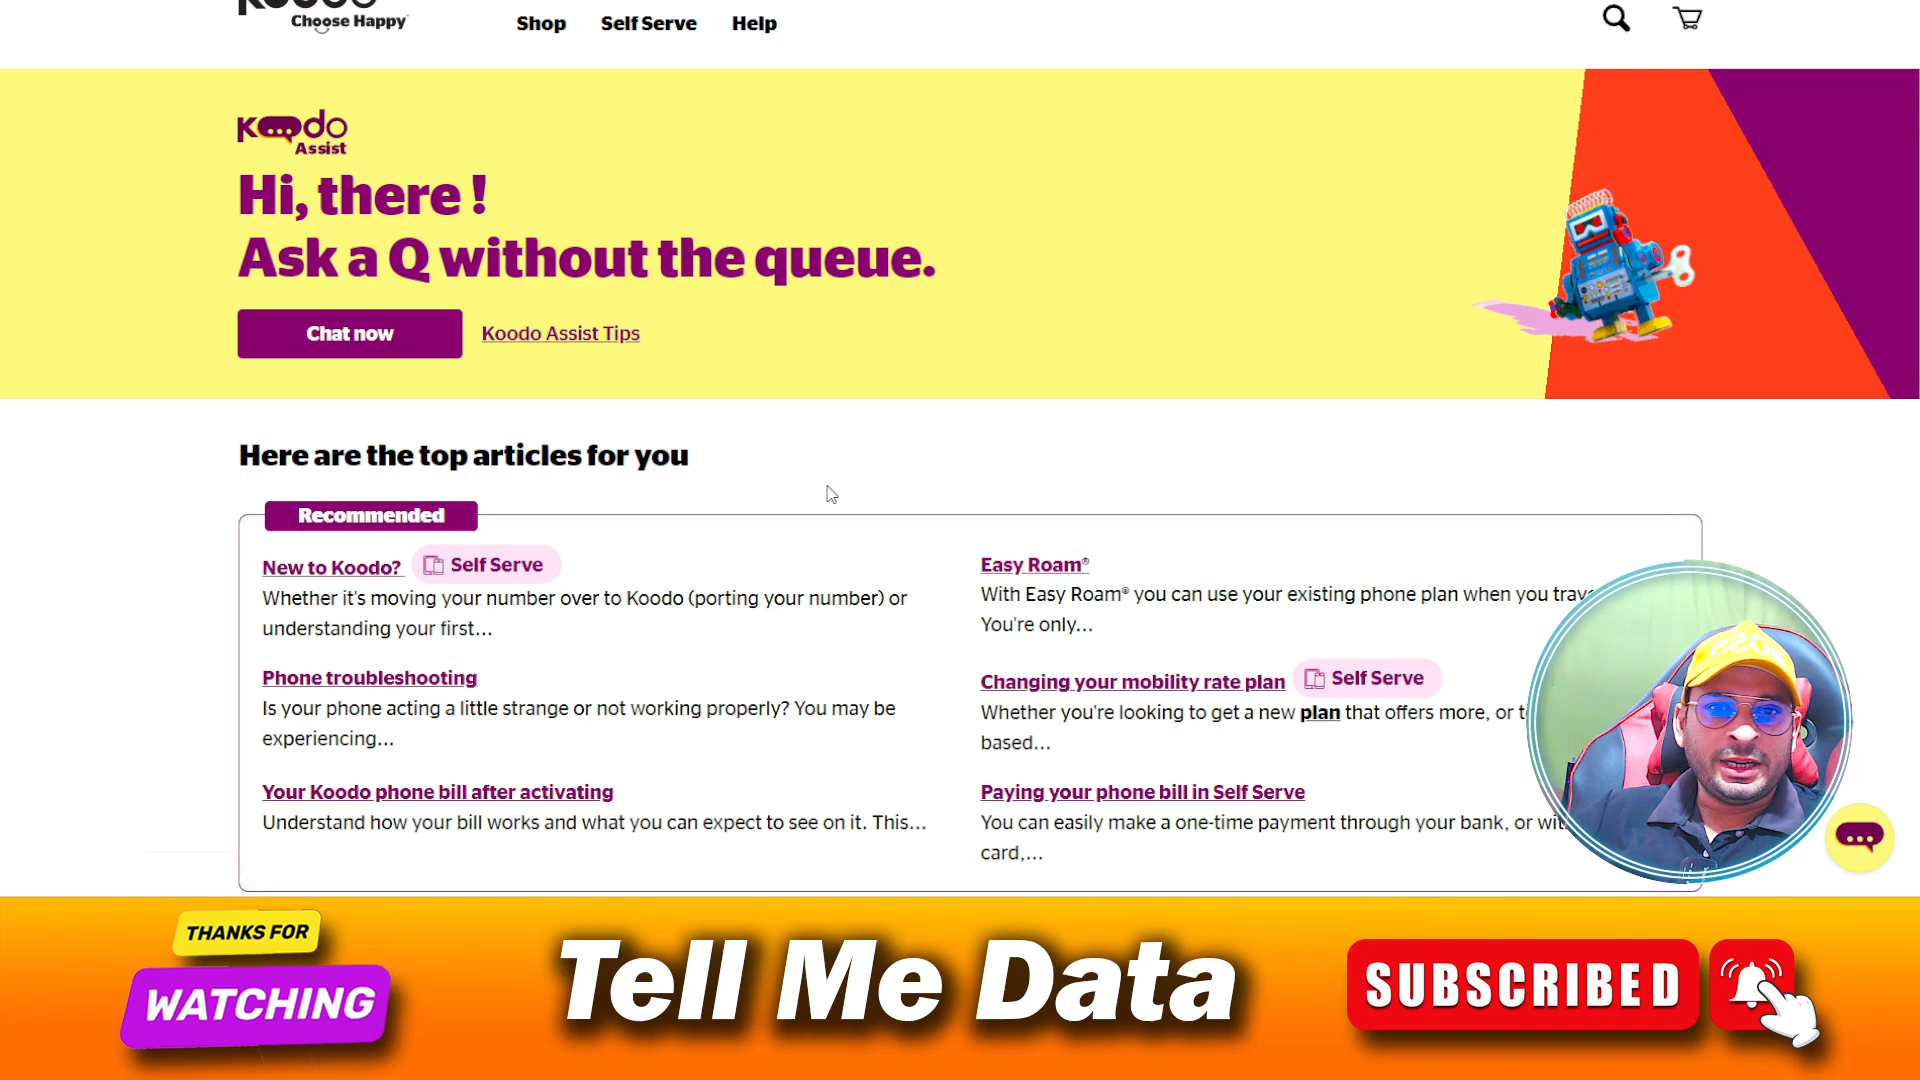 Choose Happy
Shop
Self Serve
Help
Koodo
Assist
Hi, there !
Ask a Q without the queue.
Chat now
Koodo Assist Tips
Here are the top articles for you
Recommended
New to Koodo?
Self Serve
Whether it's moving your number over to Koodo (porting your number) or
understanding your first...
Phone troubleshooting
Is your phone acting a little strange or not working properly? You may be
experiencing...
Your Koodo phone bill after activating
Understand how your bill works and what you can expect to see on it. This...
Easy Roam®
With Easy Roam® you can use your existing phone plan when you
You're only...
Changing your mobility rate plan
Self Serve
Whether you're looking to get a new plan that offers more, or
based...
Paying your phone bill in Self Serve
You can easily make a one-time payment through your bank, or
card,...
THANKS FOR
WATCHING
Tell Me Data
SUBSCRIBED